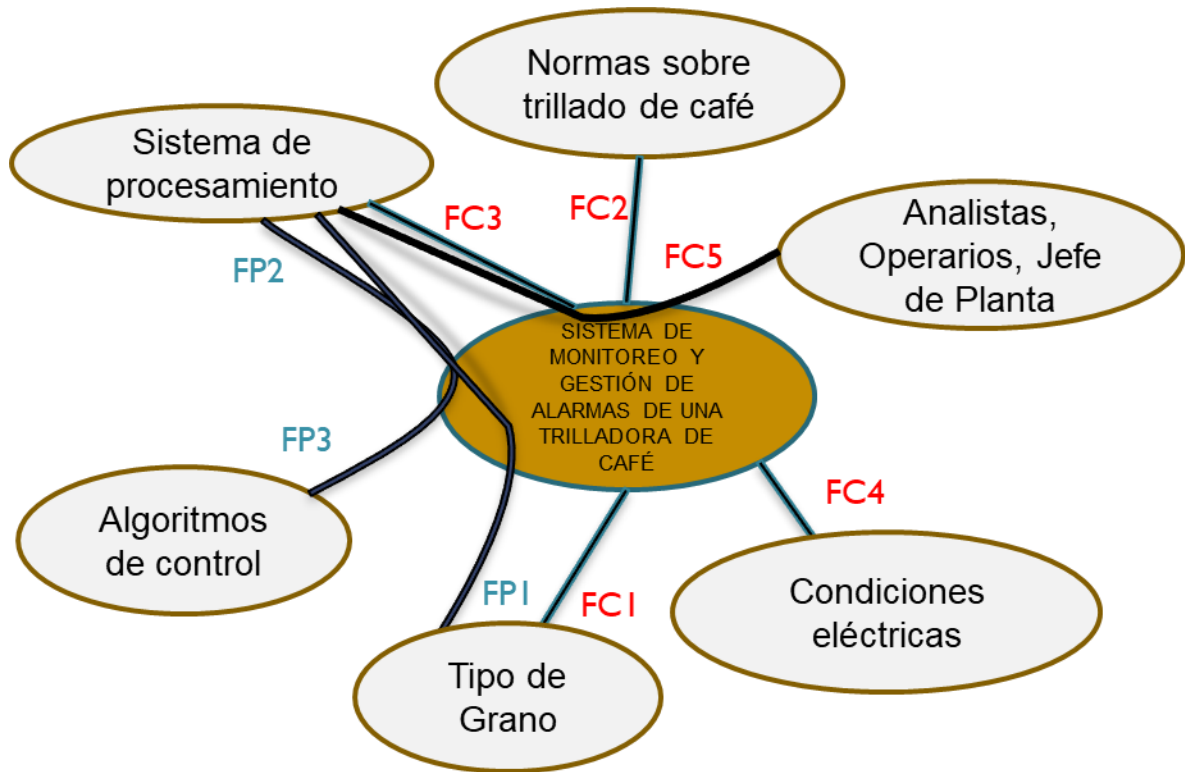 Normas sobre
trillado de café
Sistema de
procesamiento
FC3
FC2
Analistas,
Operarios, Jefe
de Planta
FC5
FP2
SISTEMA DE
MONITOREO Y
GESTIÓN DE
ALARMAS DE UNA
TRILLADORA DE
CAFÉ
FP3
FC4
Algoritmos
de control
FP1
FC1
Condiciones
eléctricas
Tipo de
Grano